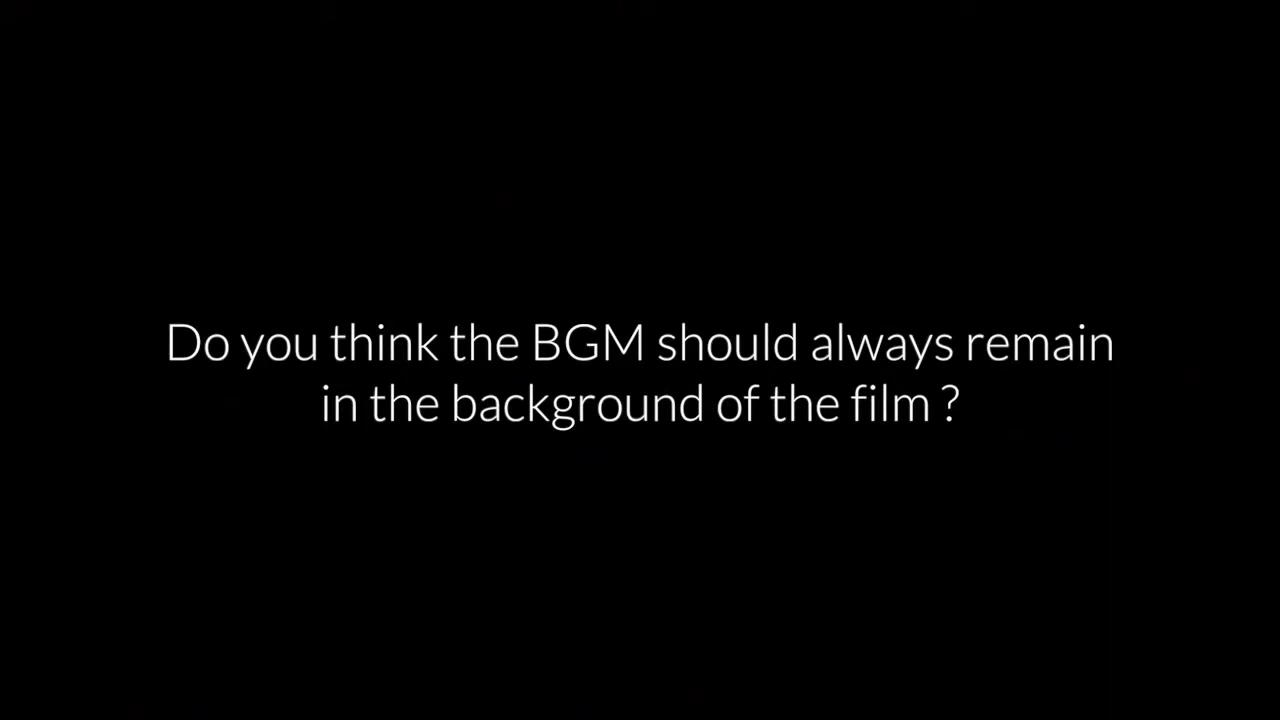 Do you think the BGM should always remain
in the background of the film ?